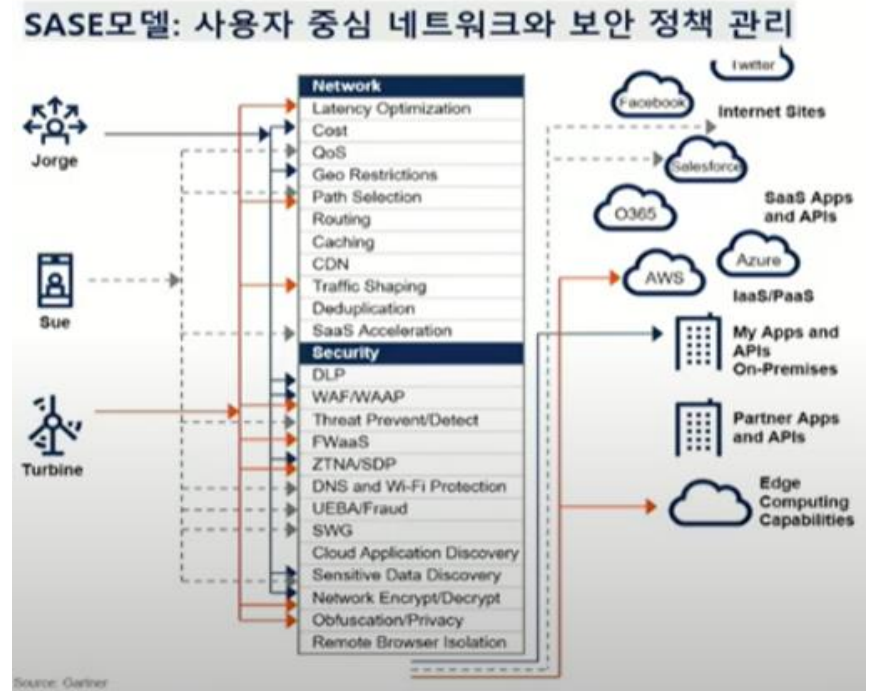 SASE모델: 사용자 중심 네트워크와 보안 정책 관리
Jorge
Sue
Turbine
Network
Latency Optimization
Cost
QoS
Geo Restrictions
Path Selection
Routing
Caching
CDN
Traffic Shaping
Deduplication
SaaS Acceleration
Security
DLP
WAF/WAAP
Threat Prevent/Detect
FWaaS
ZTNA/SDP
DNS and Wi-Fi Protection
UEBA/Fraud
SWG
Cloud Application Discovery
Sensitive Data Discovery
Network Encrypt/Decrypt
Obfuscation/Privacy
Remote Browser Isolation
Twitter
Facebook
Internet Sites
Salesforce
O365
SaaS Apps
and APIs
AWS
Azure
IaaS/PaaS
My Apps and
APIs
On-Premises
Partner Apps
and APIs
Edge
Computing
Capabilities
Source: Gartner